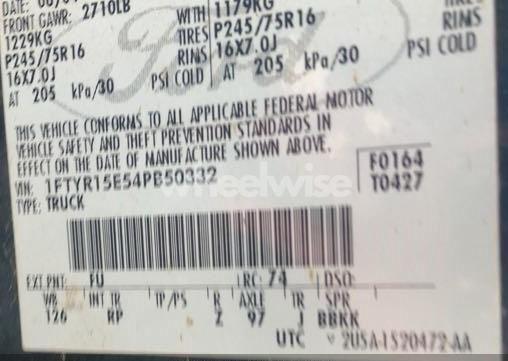 DATE:
FRONT GAWR: 2710LB WITH 1179KG TIRES
1229KG TIRES P245/75R16 RINS
P245/75R16 RINS 16X7.0J PSI COLD
16X7.0J PSI COLD AT 205 kPa/30
AT 205 kPa/30
THIS VEHICLE CONFORMS TO ALL APPLICABLE FEDERAL MOTOR
VEHICLE SAFETY AND THEFT PREVENTION STANDARDS IN
EFFECT ON THE DATE OF MANUFACTURE SHOWN ABOVE.
VIN: 1FTYR15E54PB50332 F0164
TYPE: TRUCK T0427
wheelwise
EXT PNT: FU RC: 74 DSO:
WB INT TR TP/PS R AXLE TR SPR
126 RP Z 97 J BBKK
UTC 2U5A-1520472-AA